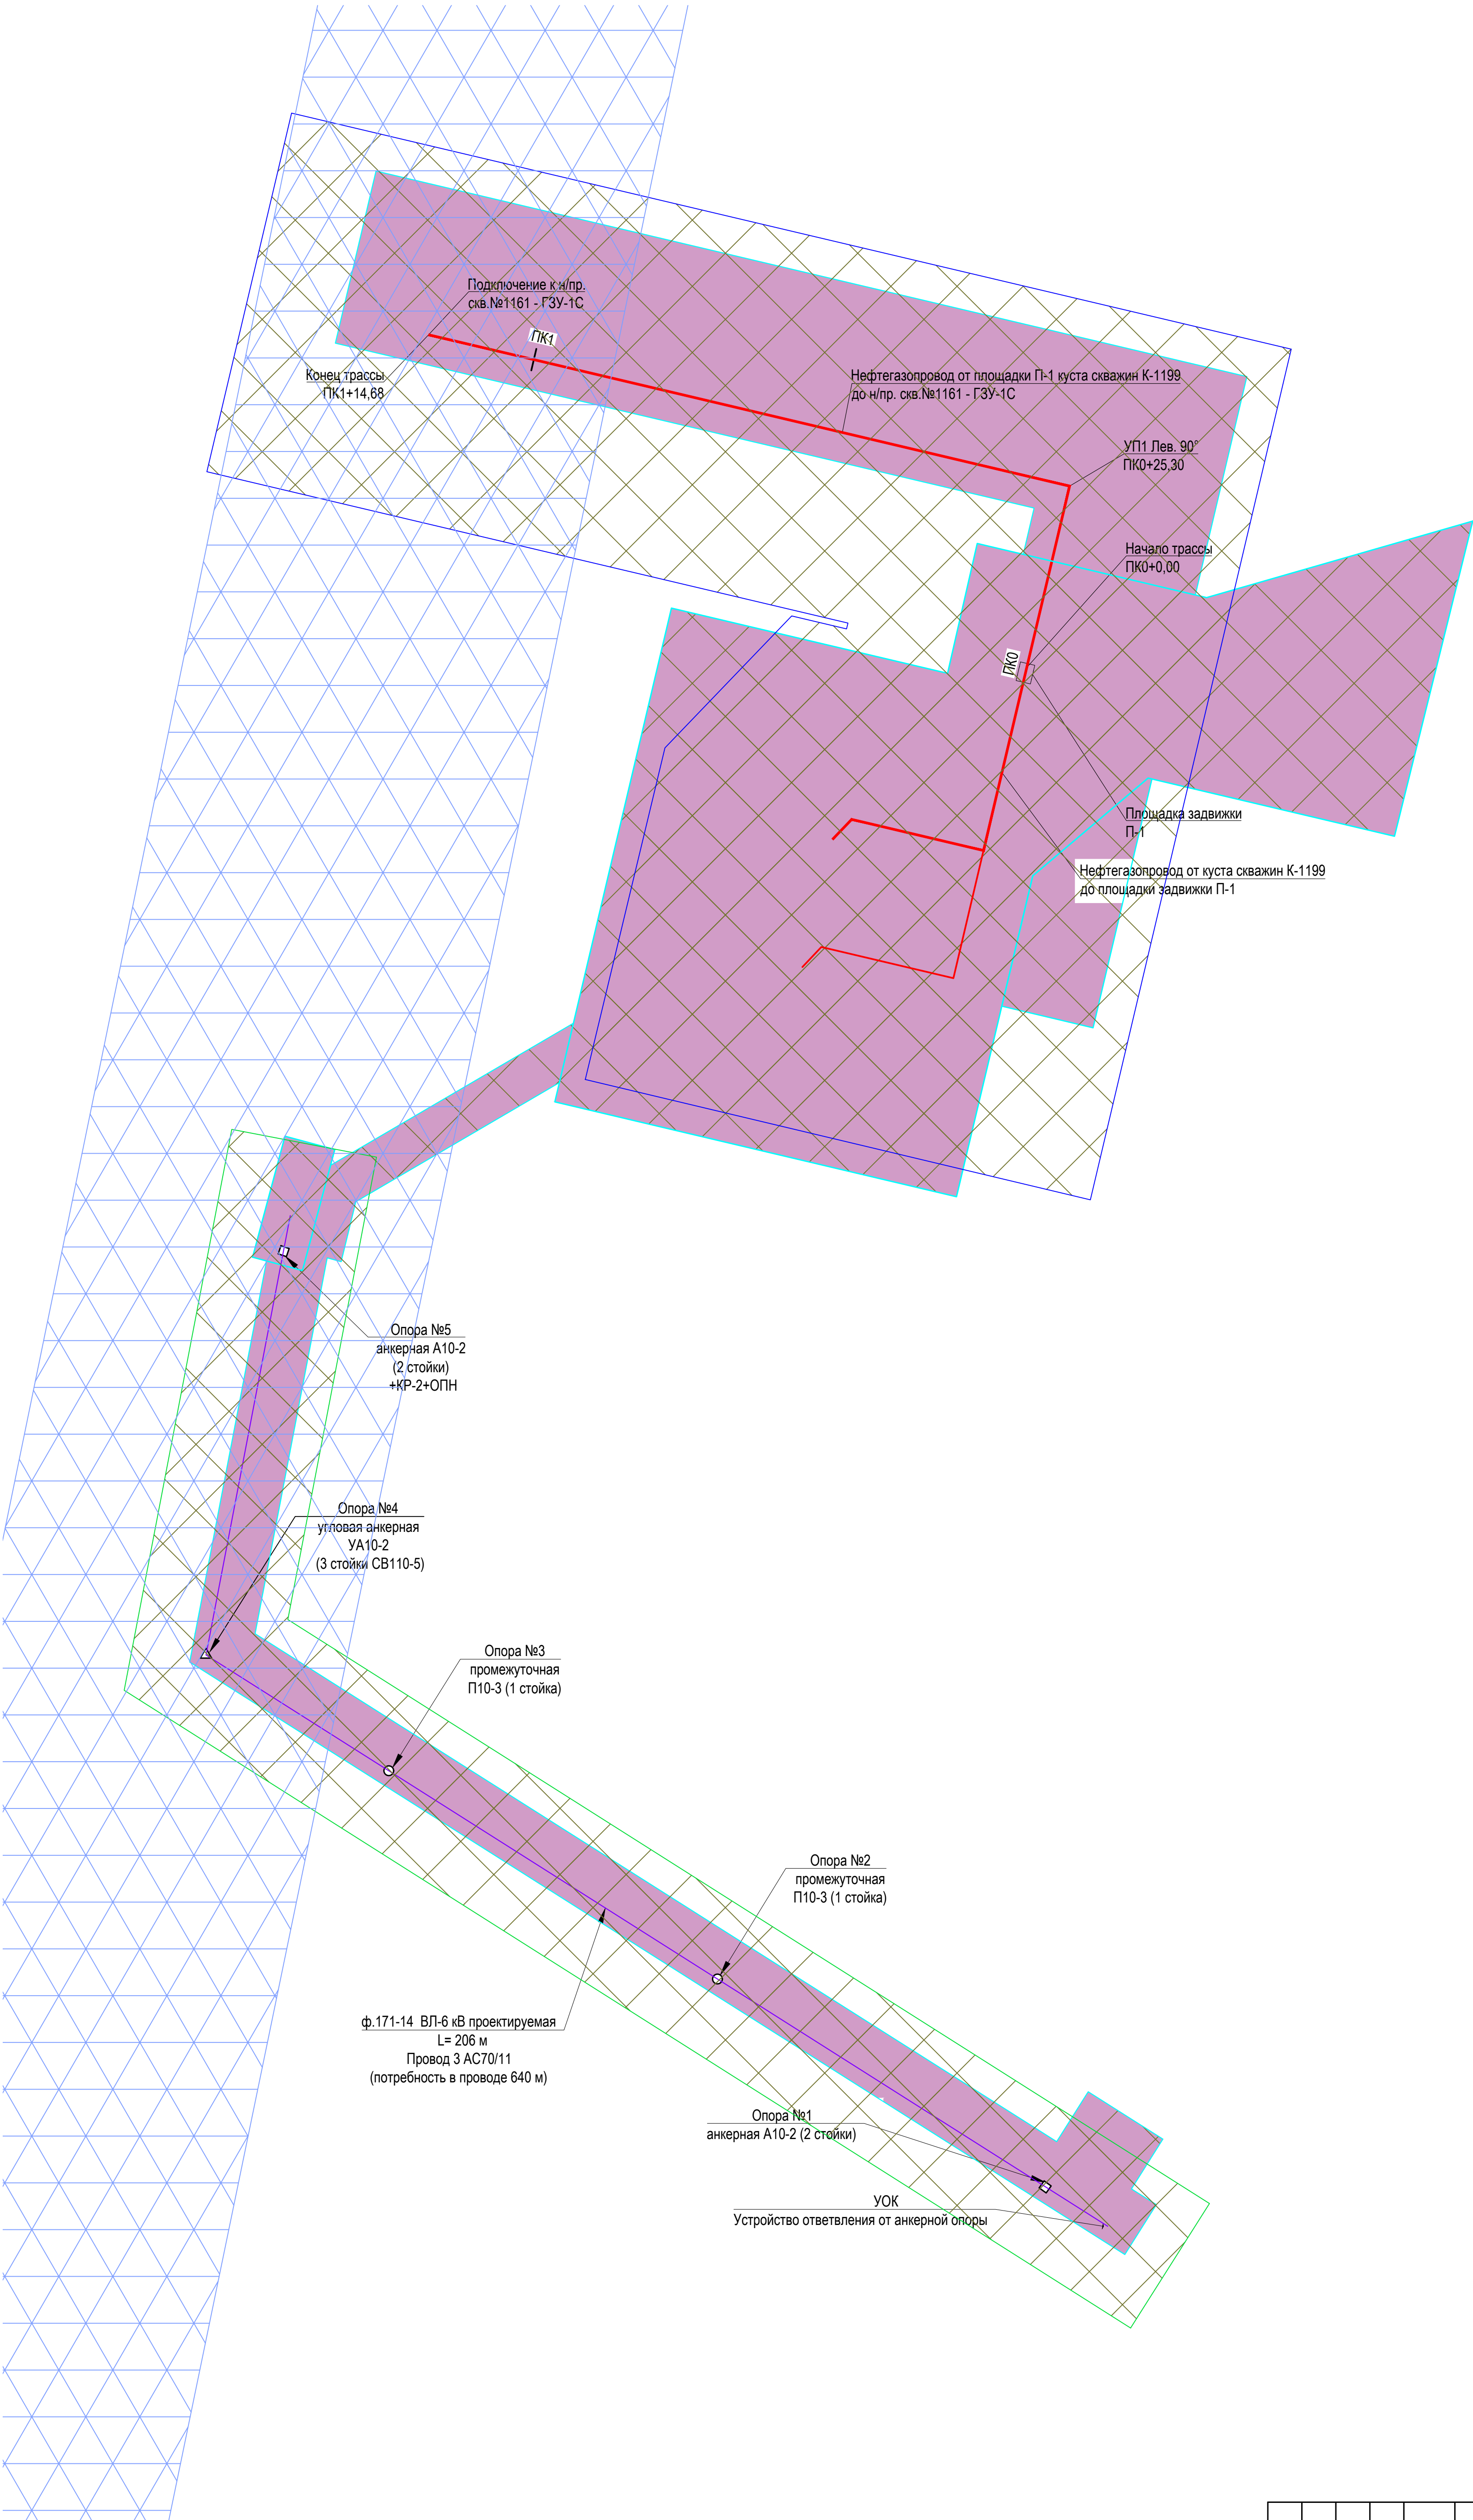 Подключение к н/пр.
скв.№1161 - ГЗУ-1С
ПК1
Конец трассы
ПК1+14,68
Нефтегазопровод от площадки П-1 куста скважин К-1199
до н/пр. скв.№1161 - ГЗУ-1С
УП1 Лев. 90°
ПК0+25,30
Начало трассы
ПК0+0,00
ПК0
Площадка задвижки
П-1
Нефтегазопровод от куста скважин К-1199
до площадки задвижки П-1
Опора №5
анкерная А10-2
(2 стойки)
+КР-2+ОПН
Опора №4
угловая анкерная
УА10-2
(3 стойки СВ110-5)
Опора №3
промежуточная
П10-3 (1 стойка)
Опора №2
промежуточная
П10-3 (1 стойка)
ф.171-14 ВЛ-6 кВ проектируемая
L= 206 м
Провод 3 АС70/11
(потребность в проводе 640 м)
Опора №1
анкерная А10-2 (2 стойки)
УОК
Устройство ответвления от анкерной опоры